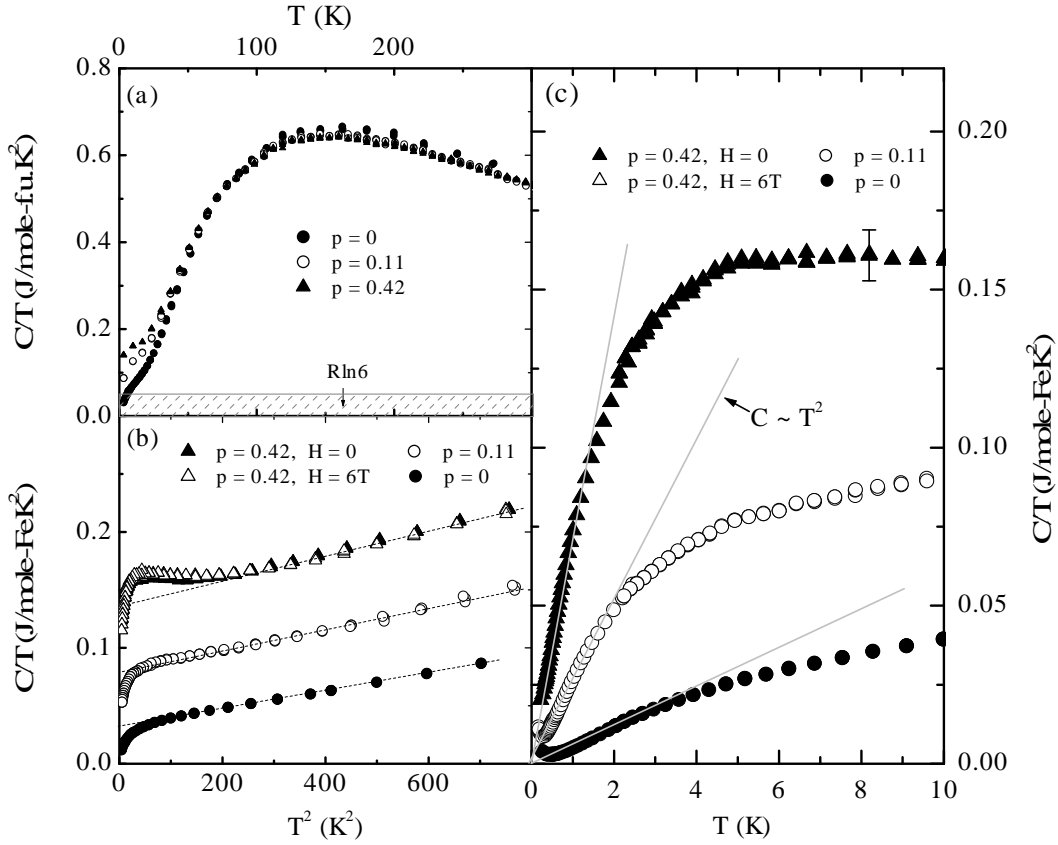 T (K)
0 100 200
(a)
0.8
0.6
0.4
0.2
0.0
C/T (J/mole-f.u.K²)
p = 0
p = 0.11
p = 0.42
Rln6
(b)
p = 0.42, H = 0
p = 0.11
p = 0.42, H = 6T
p = 0
0.2
0.1
0.0
C/T (J/mole-FeK²)
0 200 400 600
T² (K²)
(c)
p = 0.42, H = 0
p = 0.11
p = 0.42, H = 6T
p = 0
C ~ T²
0.20
0.15
0.10
0.05
0.00
C/T (J/mole-FeK²)
0 2 4 6 8 10
T (K)